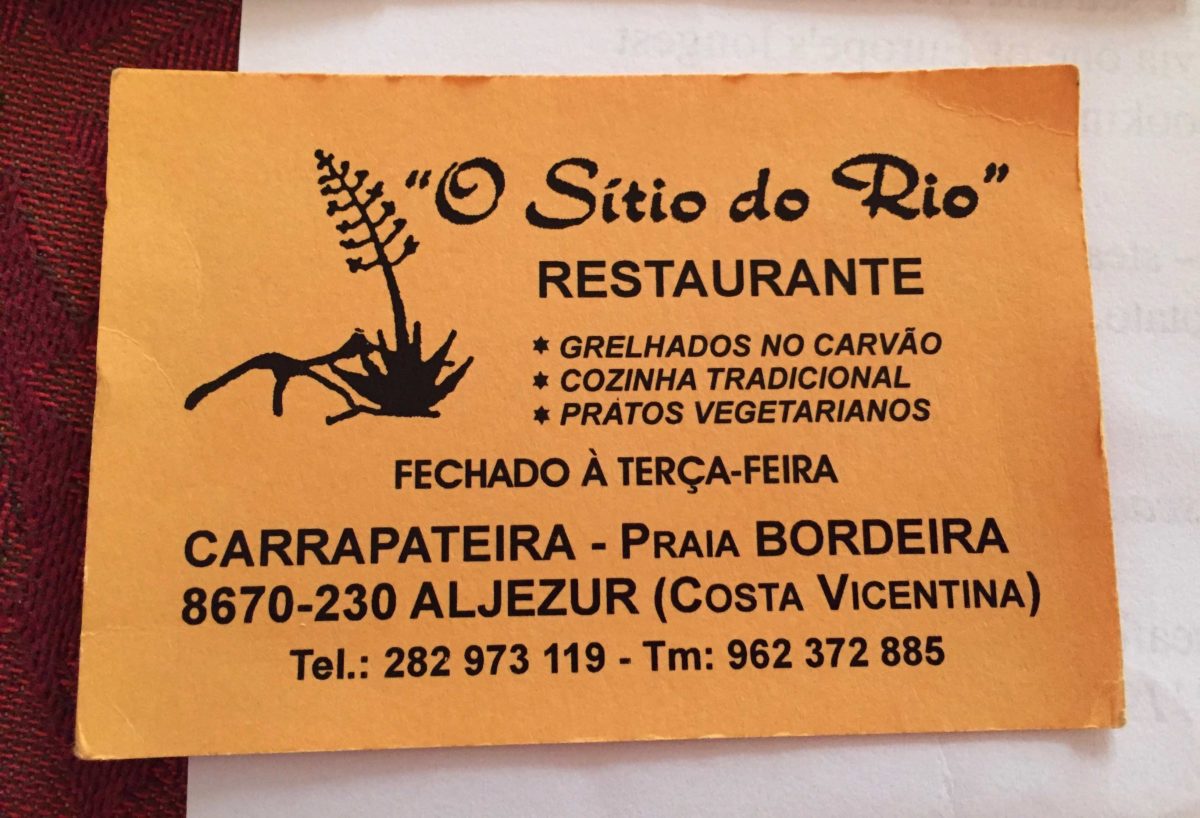 "O Sítio do Rio"
RESTAURANTE
✶ GRELHADOS NO CARVÃO
✶ COZINHA TRADICIONAL
✶ PRATOS VEGETARIANOS
FECHADO À TERÇA-FEIRA
CARRAPATEIRA - PRAIA BORDEIRA
8670-230 ALJEZUR (COSTA VICENTINA)
Tel.: 282 973 119 - Tm: 962 372 885